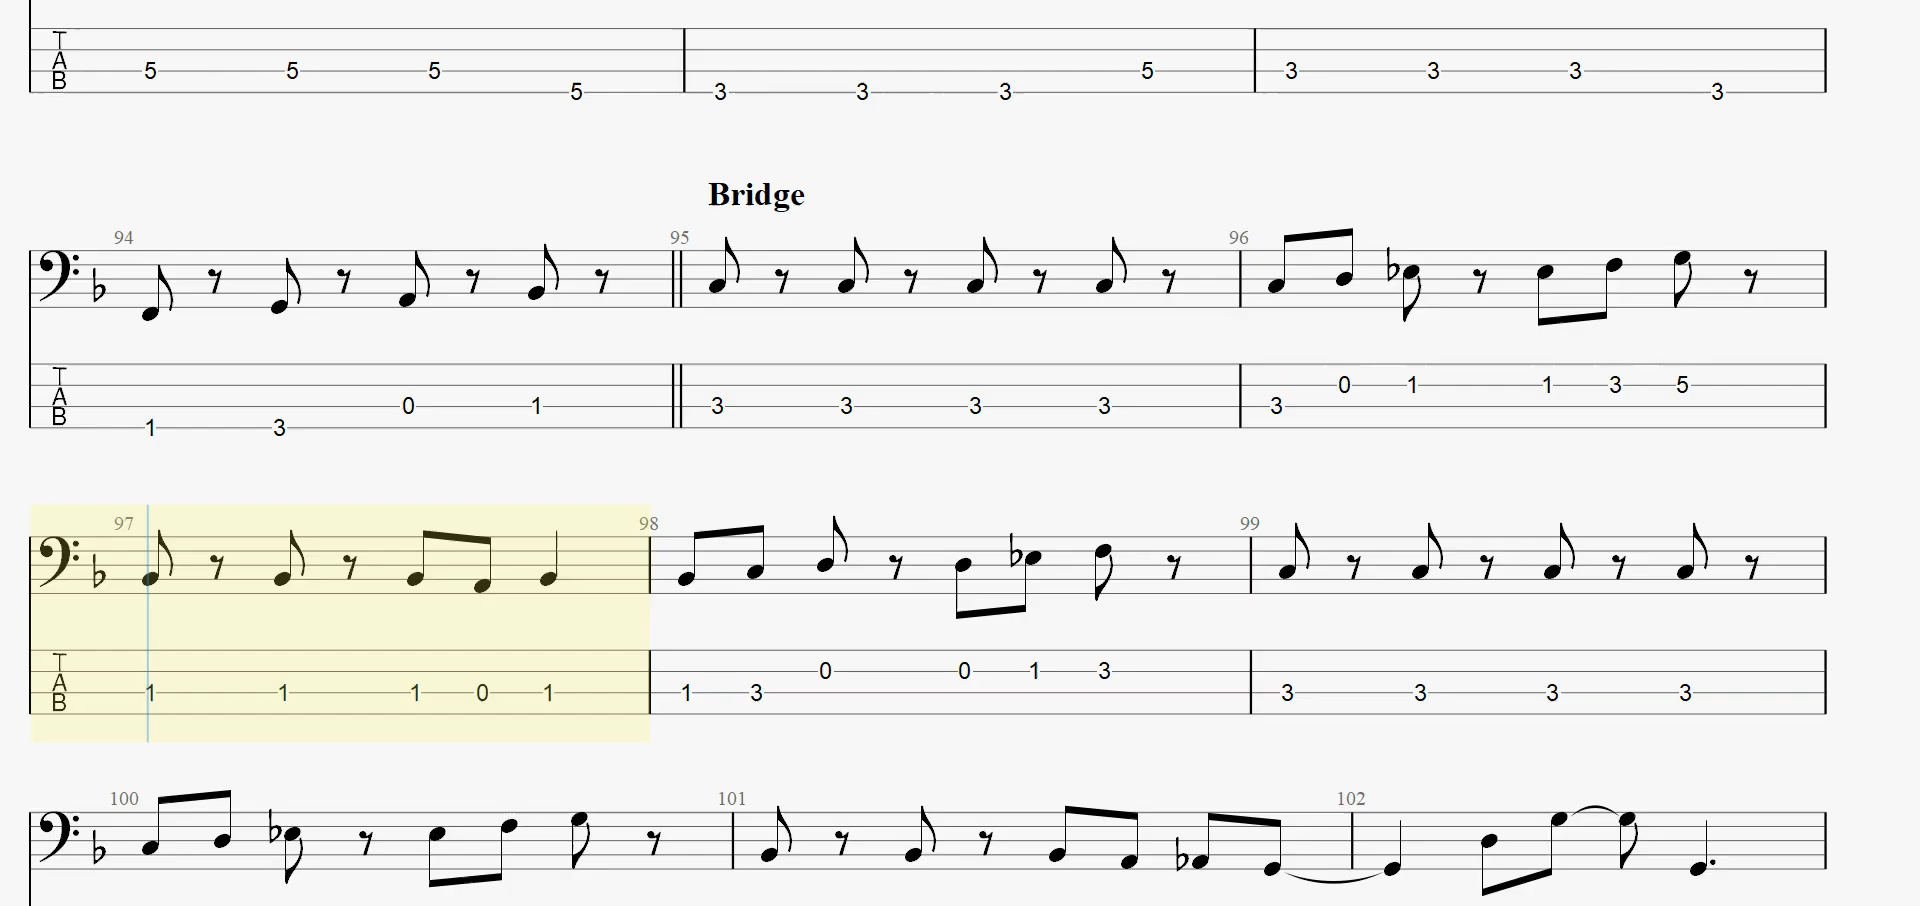 T A B 5 5 5 5 3 3 3 5 3 3 3 3
Bridge
94 95 96
T A B 1 3 0 1 3 3 3 3 3 0 1 1 3 5
97 98 99
T A B 1 1 1 0 1 1 3 0 0 1 3 3 3 3 3
100 101 102